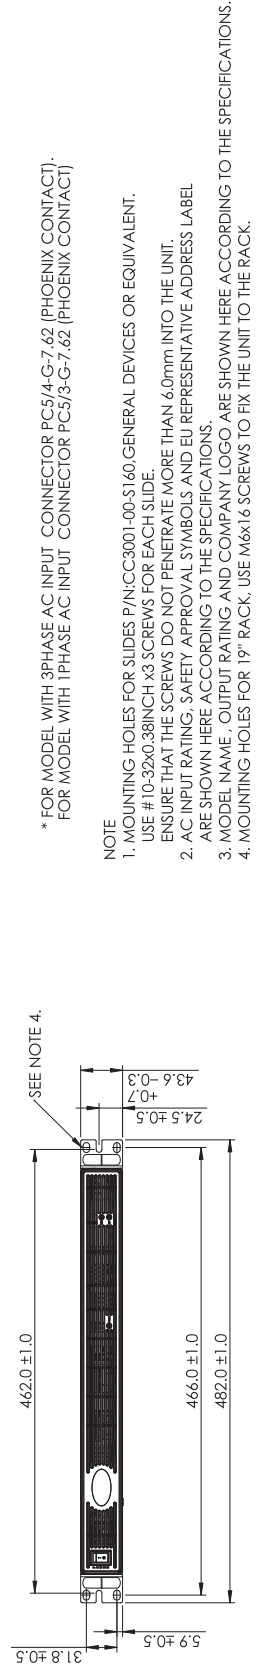 * FOR MODEL WITH 3PHASE AC INPUT CONNECTOR PC5/4-G-7.62 (PHOENIX CONTACT).
FOR MODEL WITH 1PHASE AC INPUT CONNECTOR PC5/3-G-7.62 (PHOENIX CONTACT)
NOTE
1. MOUNTING HOLES FOR SLIDES P/N:CC3001-00-S160,GENERAL DEVICES OR EQUIVALENT.
USE #10-32x0.38INCH x3 SCREWS FOR EACH SLIDE.
ENSURE THAT THE SCREWS DO NOT PENETRATE MORE THAN 6.0mm INTO THE UNIT.
2. AC INPUT RATING, SAFETY APPROVAL SYMBOLS AND EU REPRESENTATIVE ADDRESS LABEL
ARE SHOWN HERE ACCORDING TO THE SPECIFICATIONS.
3. MODEL NAME , OUTPUT RATING AND COMPANY LOGO ARE SHOWN HERE ACCORDING TO THE SPECIFICATIONS.
4. MOUNTING HOLES FOR 19" RACK, USE M6x16 SCREWS TO FIX THE UNIT TO THE RACK.
SEE NOTE 4.
462.0 ±1.0
31.8 ±0.5
5.9 ±0.5
24.5 ±0.5
+0.7
43.6 -0.3
466.0 ±1.0
482.0 ±1.0